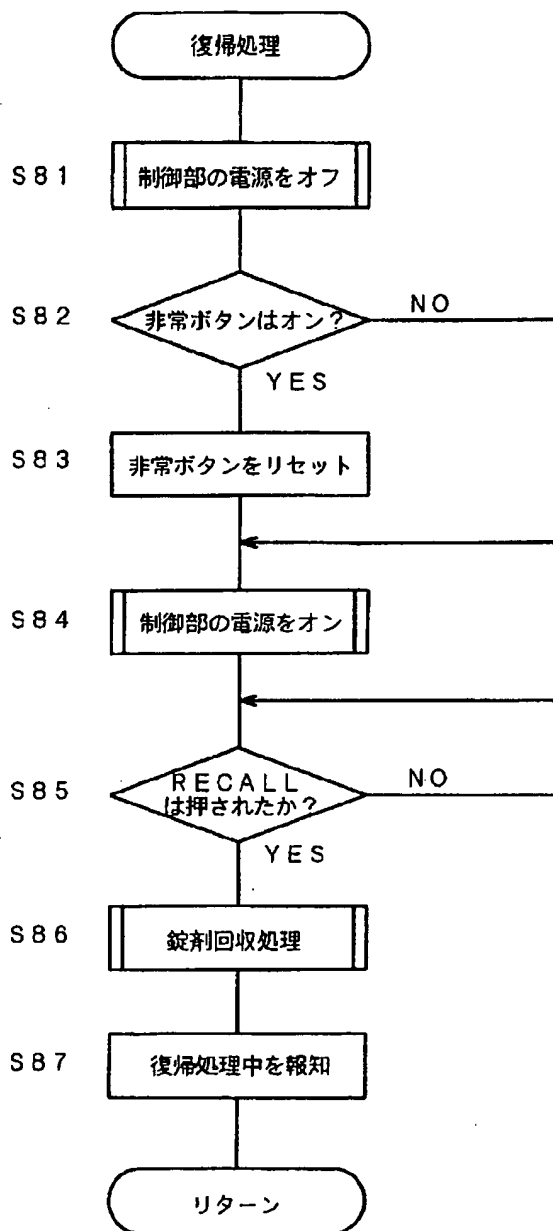 復帰処理
S81
制御部の電源をオフ
S82
非常ボタンはオン?
NO
YES
S83
非常ボタンをリセット
S84
制御部の電源をオン
S85
RECALL
は押されたか?
NO
YES
S86
錠剤回収処理
S87
復帰処理中を報知
リターン